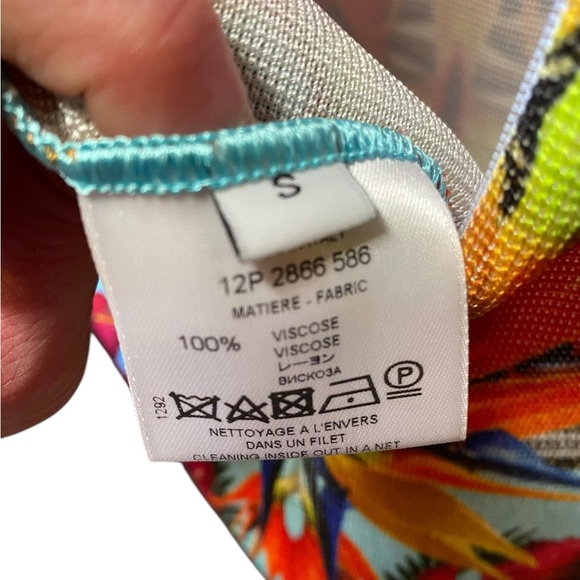 S
ITALY
12P 2866 586
MATIERE - FABRIC
100% VISCOSE
VISCOSE
レーヨン
ВИСКОЗА
P
1292
NETTOYAGE A L'ENVERS
DANS UN FILET
CLEANING INSIDE OUT IN A NET